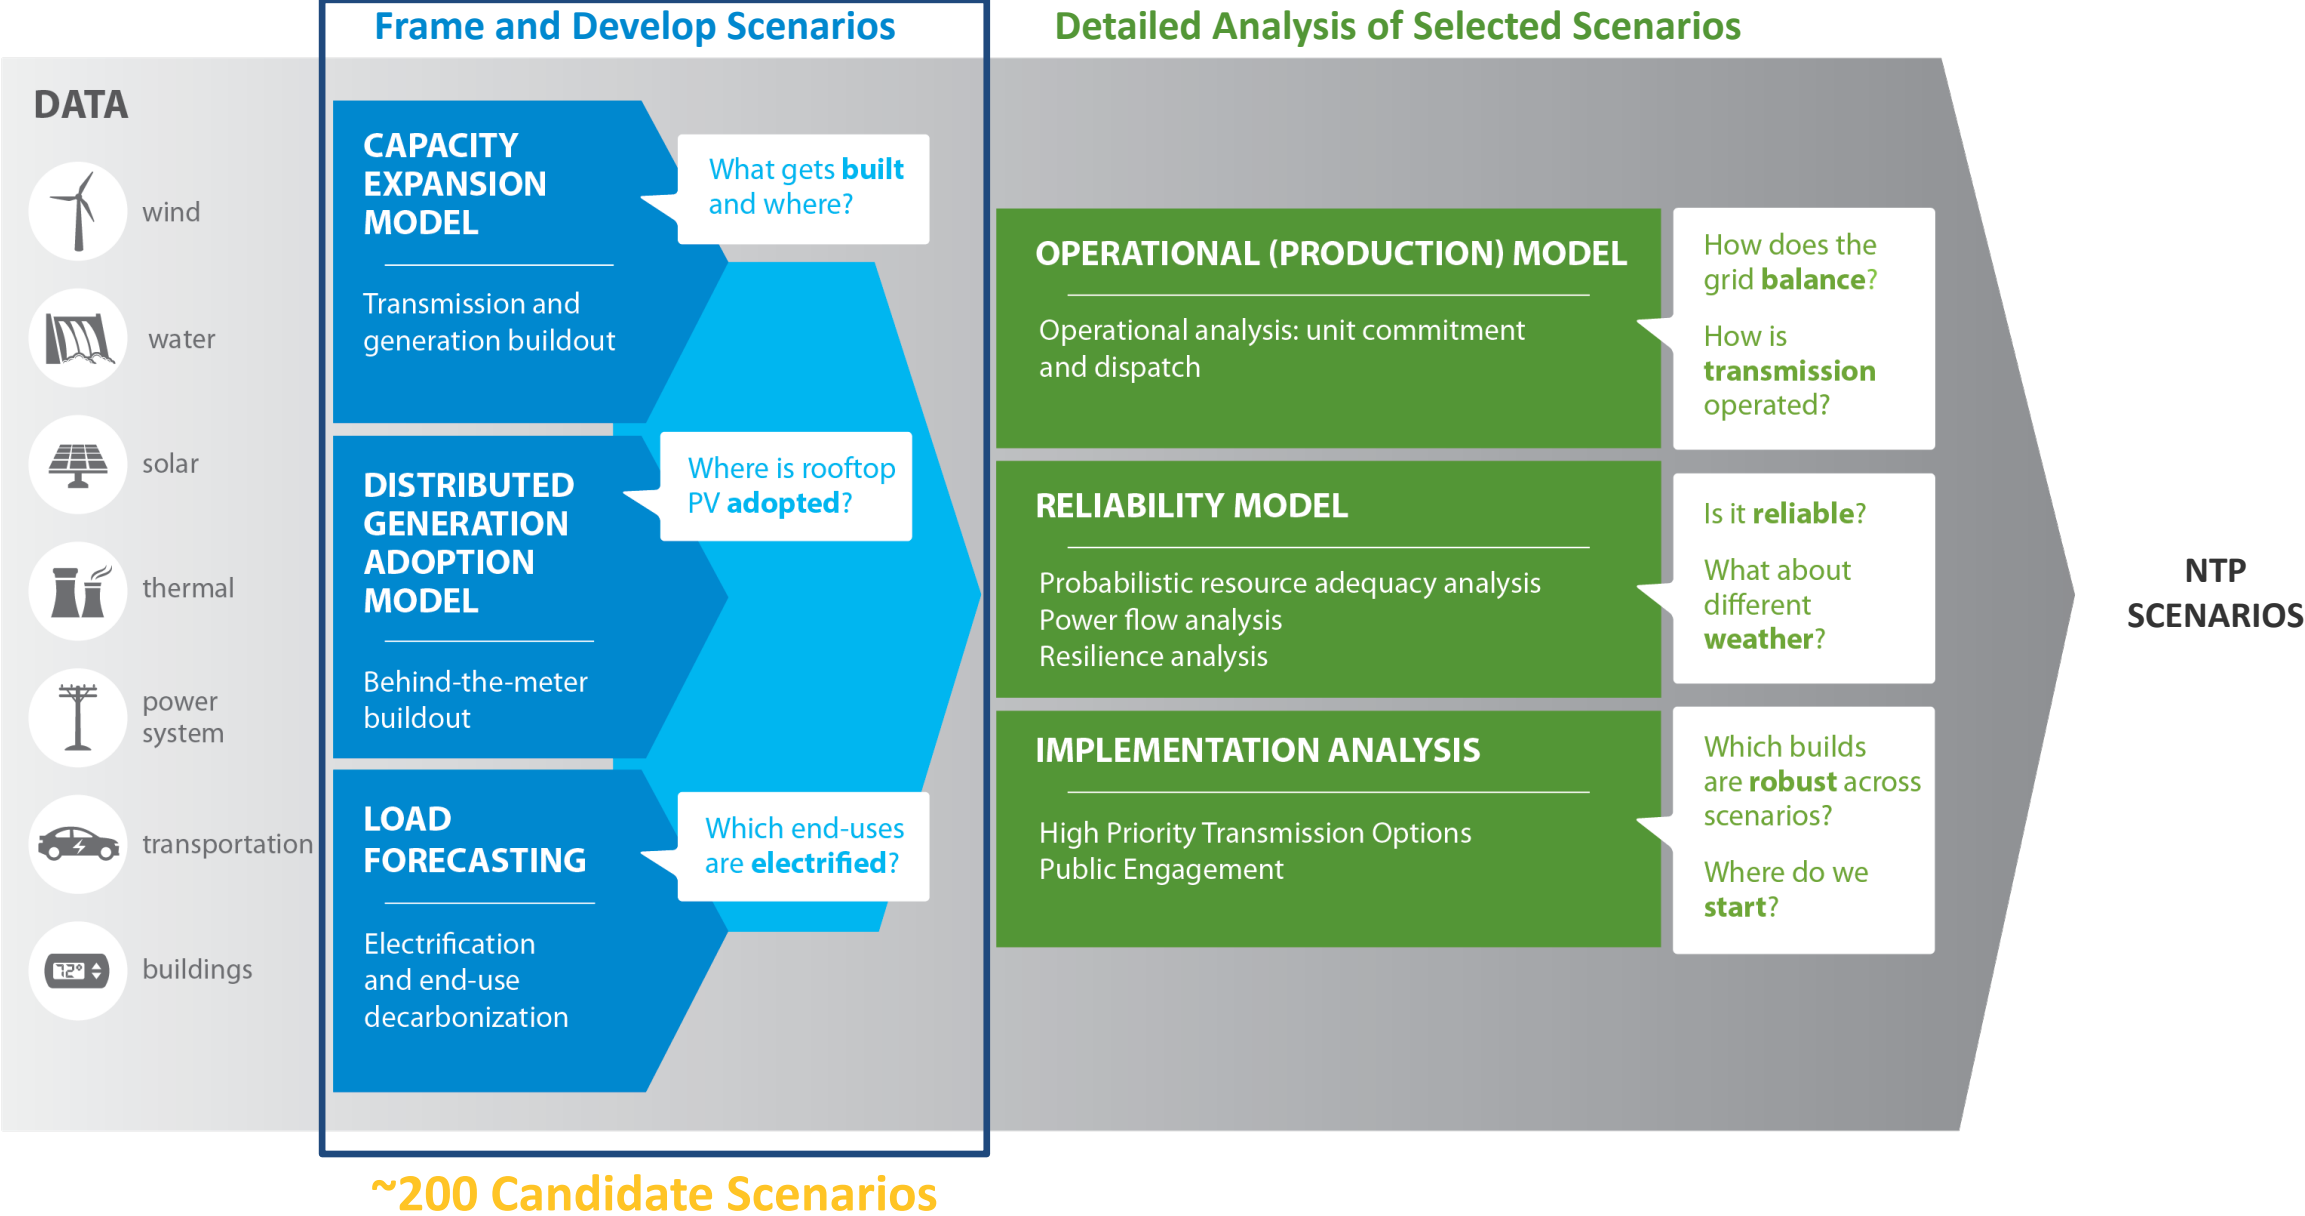 Frame and Develop Scenarios
Detailed Analysis of Selected Scenarios
DATA
wind
water
solar
thermal
power
system
transportation
72°
buildings
CAPACITY
EXPANSION
MODEL
Transmission and
generation buildout
What gets built
and where?
DISTRIBUTED
GENERATION
ADOPTION
MODEL
Behind-the-meter
buildout
Where is rooftop
PV adopted?
LOAD
FORECASTING
Electrification
and end-use
decarbonization
Which end-uses
are electrified?
OPERATIONAL (PRODUCTION) MODEL
Operational analysis: unit commitment
and dispatch
How does the
grid balance?
How is
transmission
operated?
RELIABILITY MODEL
Probabilistic resource adequacy analysis
Power flow analysis
Resilience analysis
Is it reliable?
What about
different
weather?
IMPLEMENTATION ANALYSIS
High Priority Transmission Options
Public Engagement
Which builds
are robust across
scenarios?
Where do we
start?
NTP
SCENARIOS
~200 Candidate Scenarios